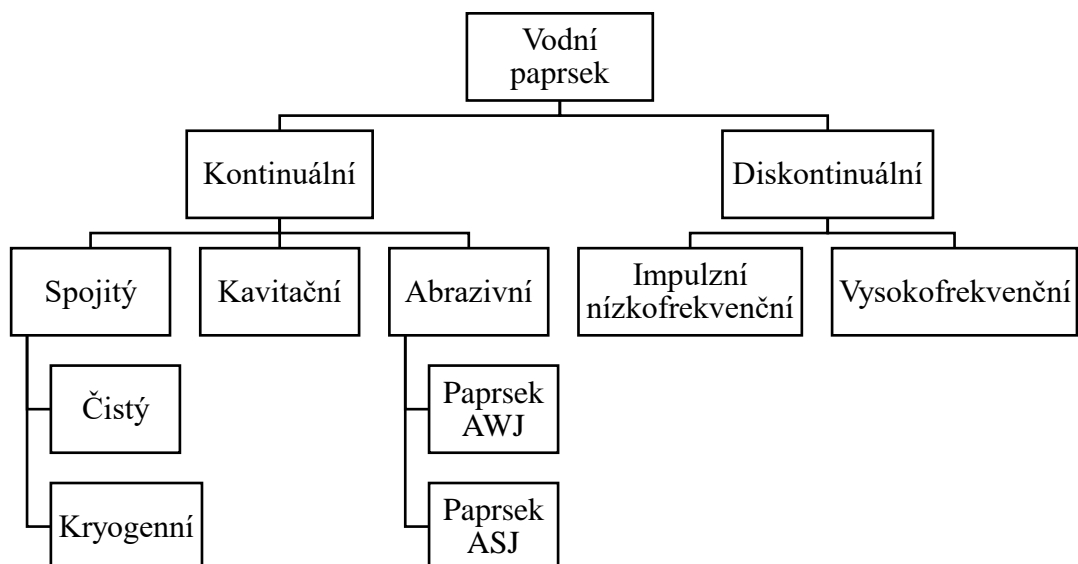 Vodní
paprsek
Kontinuální
Diskontinuální
Spojitý
Kavitační
Abrazivní
Impulzní
nízkofrekvenční
Vysokofrekvenční
Čistý
Paprsek
AWJ
Kryogenní
Paprsek
ASJ